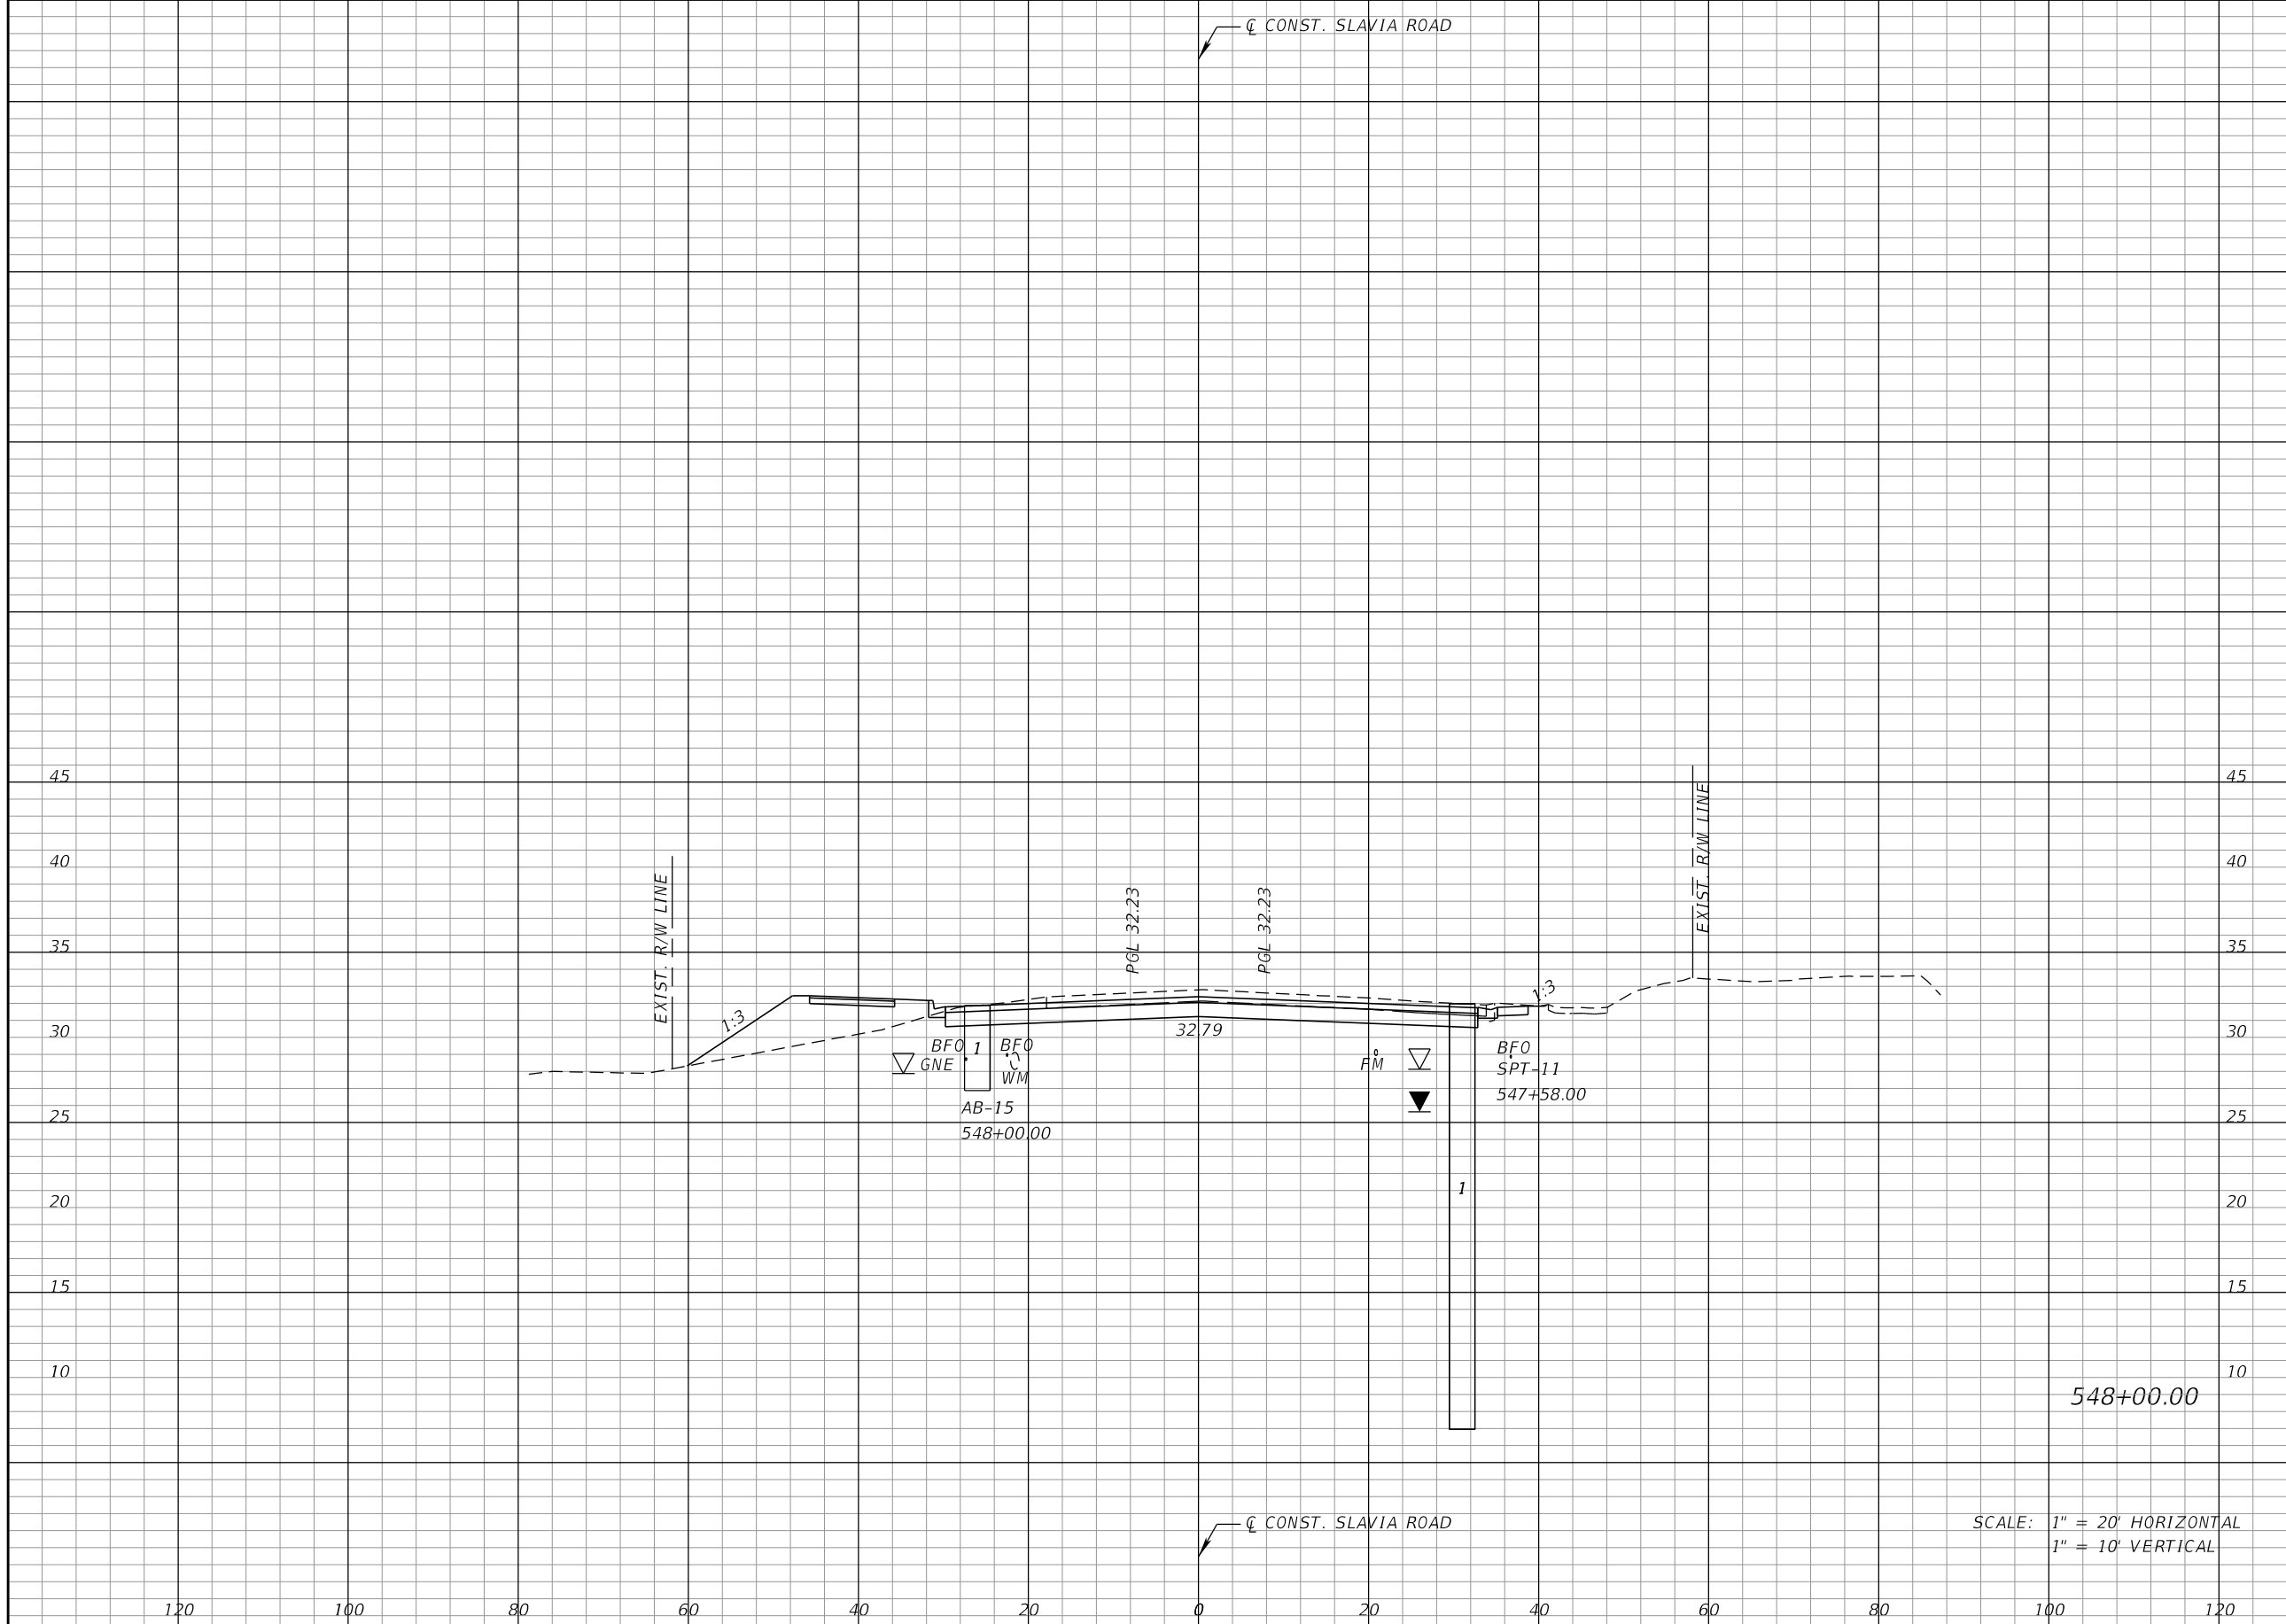 ℄ CONST. SLAVIA ROAD
45 45
EXIST. R/W LINE
40 40
EXIST. R/W LINE
PGL 32.23
PGL 32.23
35 35
1:3
1:3
30 32.79 30
BFO 1 BFO BFO
GNE FM SPT-11
WM
547+58.00
AB-15
25 25
548+00.00
20 1 20
15 15
10 10
548+00.00
℄ CONST. SLAVIA ROAD
SCALE: 1" = 20' HORIZONTAL
1" = 10' VERTICAL
120 100 80 60 40 20 0 20 40 60 80 100 120